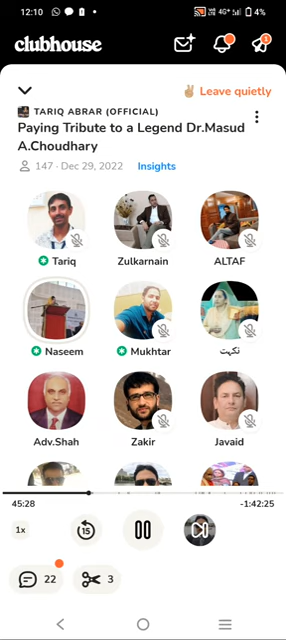 12:10
4G+
4%
clubhouse
1
Leave quietly
TARIQ ABRAR (OFFICIAL)
Paying Tribute to a Legend Dr.Masud
A.Choudhary
147 · Dec 29, 2022 Insights
Tariq Zulkarnain ALTAF
Naseem Mukhtar نکہت
Adv.Shah Zakir Javaid
45:28 -1:42:25
1x 15
22 3